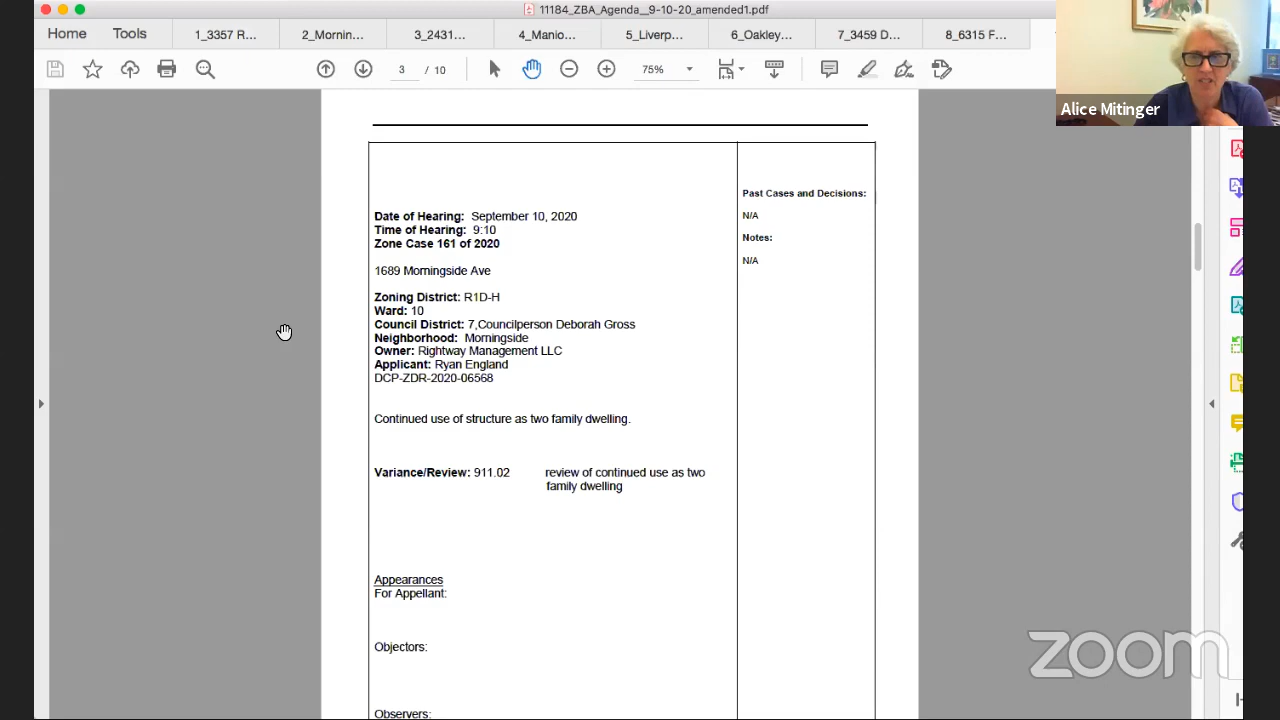 11184_ZBA_Agenda__9-10-20_amended1.pdf
Home
Tools
1_3357 R...
2_Mornin...
3_2431...
4_Manio...
5_Liverp...
6_Oakley...
7_3459 D...
8_6315 F...
3 / 10
75%
Alice Mitinger
Date of Hearing: September 10, 2020
Time of Hearing: 9:10
Zone Case 161 of 2020
1689 Morningside Ave
Zoning District: R1D-H
Ward: 10
Council District: 7,Councilperson Deborah Gross
Neighborhood: Morningside
Owner: Rightway Management LLC
Applicant: Ryan England
DCP-ZDR-2020-06568
Continued use of structure as two family dwelling.
Variance/Review: 911.02 review of continued use as two
family dwelling
Appearances
For Appellant:
Objectors:
Observers:
Past Cases and Decisions:
N/A
Notes:
N/A
zoom